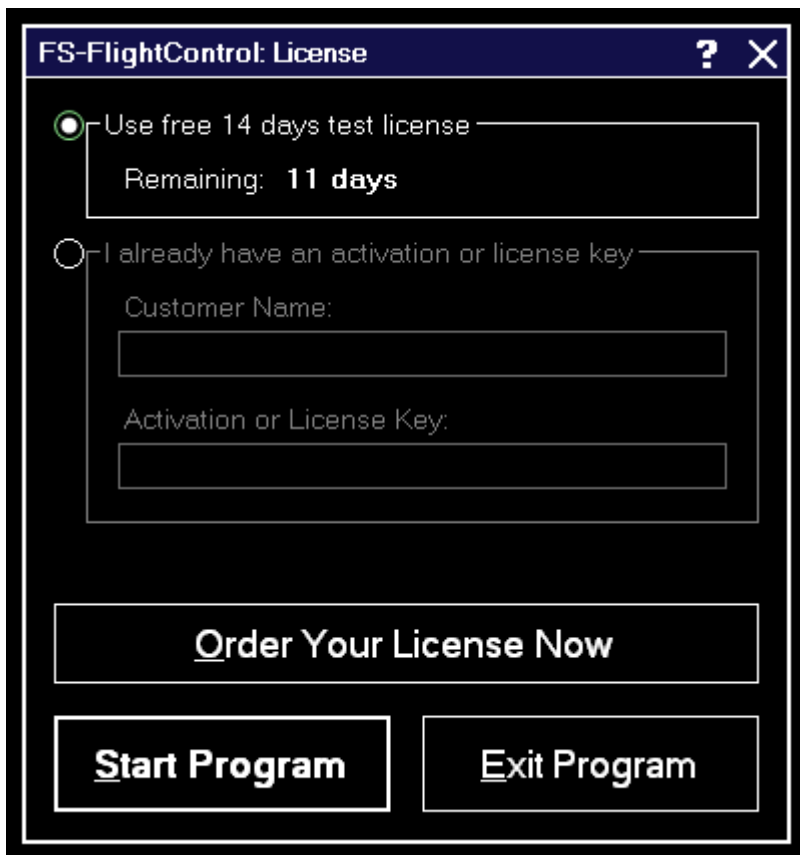 FS-FlightControl: License ? X
Use free 14 days test license
Remaining: 11 days
I already have an activation or license key
Customer Name:
Activation or License Key:
Order Your License Now
Start Program
Exit Program